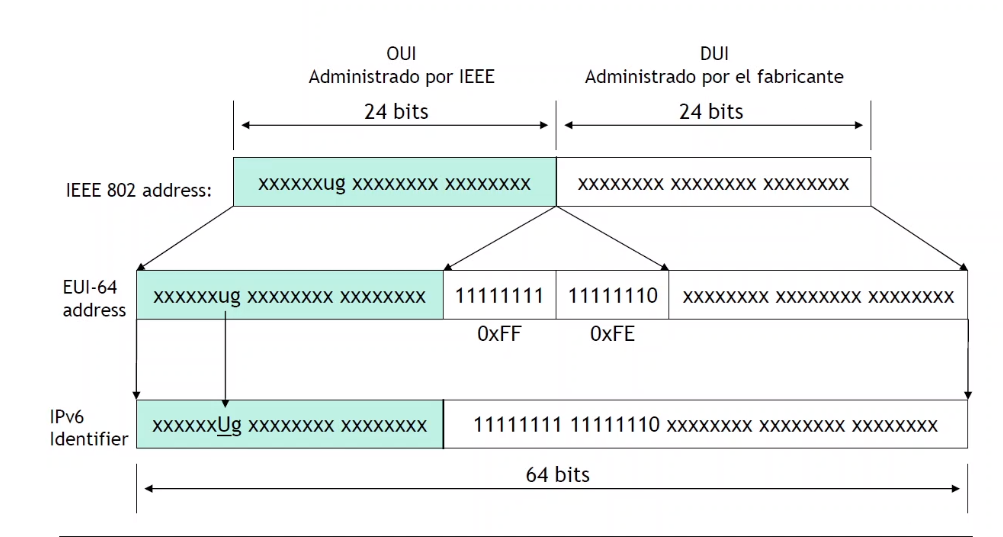 OUI
Administrado por IEEE
DUI
Administrado por el fabricante
24 bits
24 bits
IEEE 802 address:
xxxxxxug xxxxxxxx xxxxxxxx
xxxxxxxx xxxxxxxx xxxxxxxx
EUI-64
address
xxxxxxug xxxxxxxx xxxxxxxx
11111111
11111110
xxxxxxxx xxxxxxxx xxxxxxxx
0xFF
0xFE
IPv6
Identifier
xxxxxxUg xxxxxxxx xxxxxxxx
11111111 11111110 xxxxxxxx xxxxxxxx xxxxxxxx
64 bits